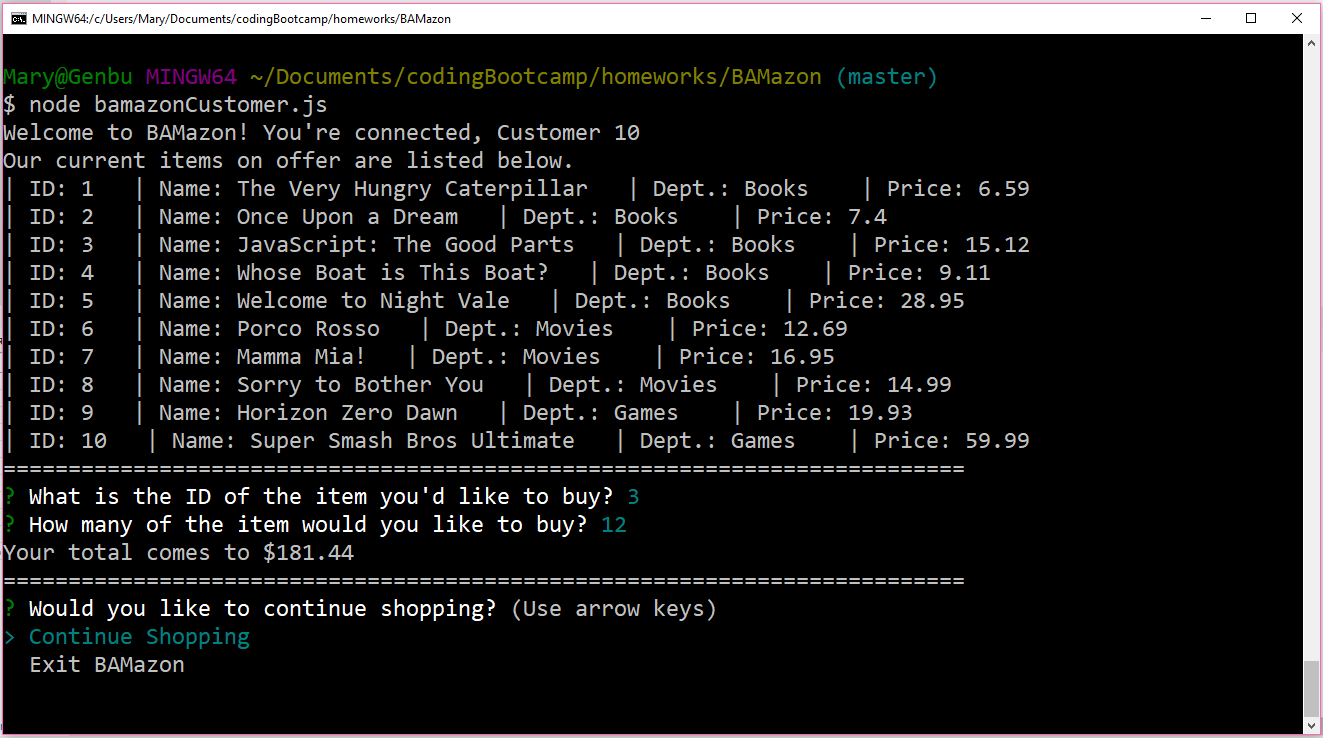 MINGW64:/c/Users/Mary/Documents/codingBootcamp/homeworks/BAMazon
Mary@Genbu MINGW64 ~/Documents/codingBootcamp/homeworks/BAMazon (master)
$ node bamazonCustomer.js
Welcome to BAMazon! You're connected, Customer 10
Our current items on offer are listed below.
| ID: 1   | Name: The Very Hungry Caterpillar   | Dept.: Books    | Price: 6.59
| ID: 2   | Name: Once Upon a Dream   | Dept.: Books    | Price: 7.4
| ID: 3   | Name: JavaScript: The Good Parts   | Dept.: Books    | Price: 15.12
| ID: 4   | Name: Whose Boat is This Boat?   | Dept.: Books    | Price: 9.11
| ID: 5   | Name: Welcome to Night Vale   | Dept.: Books    | Price: 28.95
| ID: 6   | Name: Porco Rosso   | Dept.: Movies    | Price: 12.69
| ID: 7   | Name: Mamma Mia!   | Dept.: Movies    | Price: 16.95
| ID: 8   | Name: Sorry to Bother You   | Dept.: Movies    | Price: 14.99
| ID: 9   | Name: Horizon Zero Dawn   | Dept.: Games    | Price: 19.93
| ID: 10   | Name: Super Smash Bros Ultimate   | Dept.: Games    | Price: 59.99
==========================================================================
? What is the ID of the item you'd like to buy? 3
? How many of the item would you like to buy? 12
Your total comes to $181.44
==========================================================================
? Would you like to continue shopping? (Use arrow keys)
> Continue Shopping
  Exit BAMazon